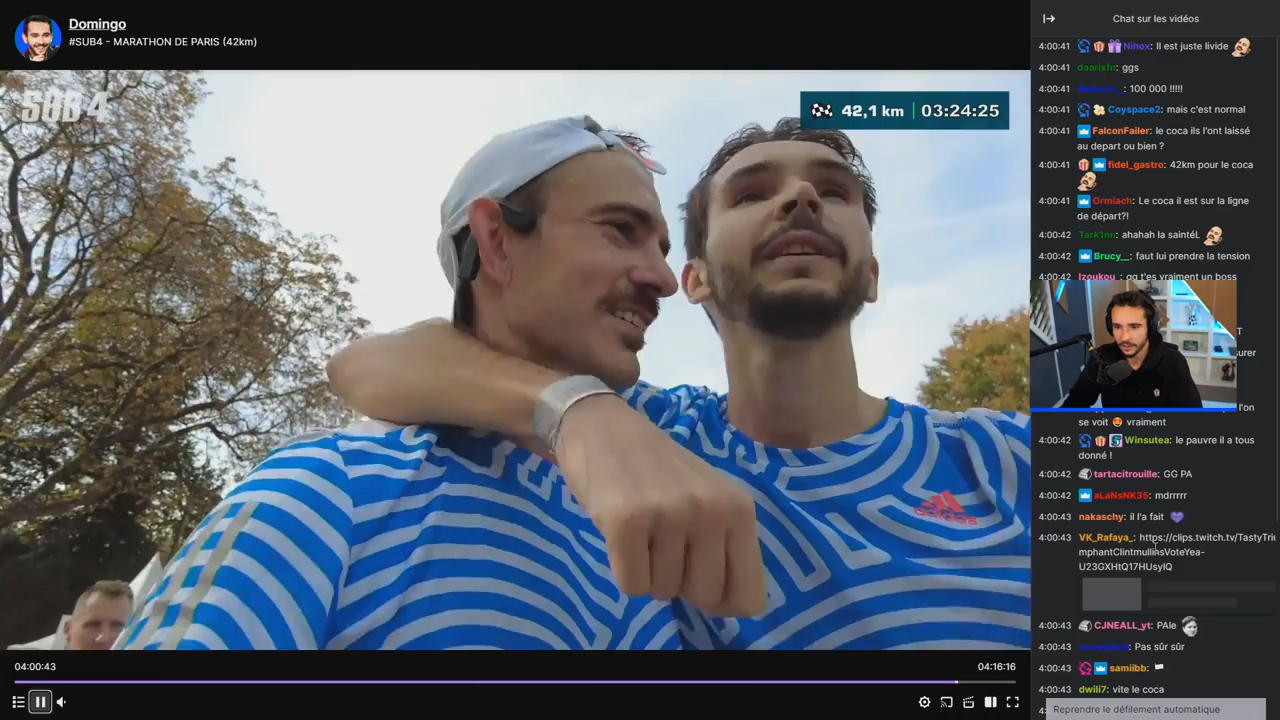 Domingo
#SUB4 - MARATHON DE PARIS (42km)
SUB 4
42,1 km | 03:24:25
adidas
04:00:43
04:16:16
Chat sur les vidéos
4:00:41 Nihox: Il est juste livide
4:00:41 daarixfn: ggs
4:00:41 : 100 000 !!!!!
4:00:41 Coyspace2: mais c'est normal
4:00:41 FalconFailer: le coca ils l'ont laissé
au depart ou bien ?
4:00:41 fidel_gastro: 42km pour le coca
4:00:41 Ormiach: Le coca il est sur la ligne
de départ?!
4:00:42 Tark1nn: ahahah la saintéL
4:00:42 Brucy__: faut lui prendre la tension
4:00:42 Izoukou_: gg t'es vraiment un boss
l'on
se voit 😍 vraiment
4:00:42 Winsutea: le pauvre il a tous
donné !
4:00:42 tartacitrouille: GG PA
4:00:42 aLaNsNK35: mdrrrrr
4:00:43 nakaschy: il l'a fait 💜
4:00:43 VK_Rafaya_: https://clips.twitch.tv/TastyTriu
mphantClintmullinsVoteYea-
U23GXHtQ17HUsyIQ
4:00:43 CJNEALL_yt: PAle
4:00:43 : Pas sûr sûr
4:00:43 samiibb: 🏳
4:00:43 dwili7: vite le coca
Reprendre le défilement automatique